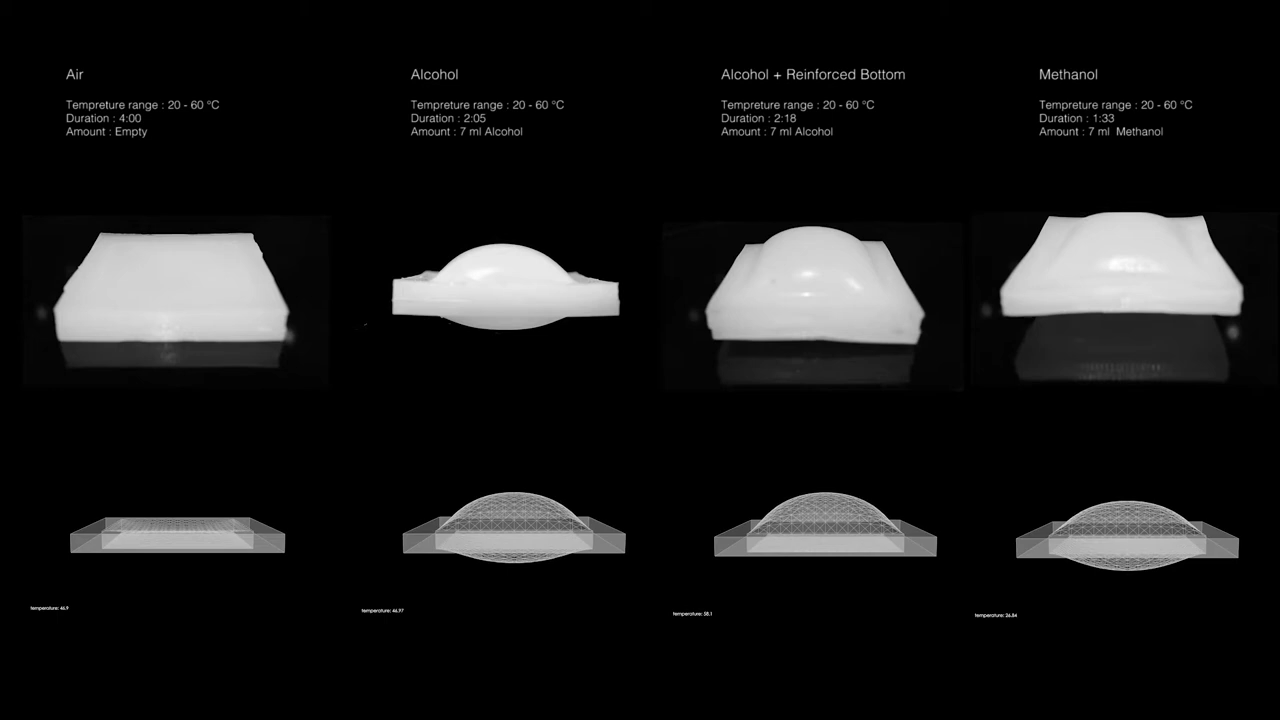 Air
Tempreture range : 20 - 60 °C
Duration : 4:00
Amount : Empty
Alcohol
Tempreture range : 20 - 60 °C
Duration : 2:05
Amount : 7 ml Alcohol
Alcohol + Reinforced Bottom
Tempreture range : 20 - 60 °C
Duration : 2:18
Amount : 7 ml Alcohol
Methanol
Tempreture range : 20 - 60 °C
Duration : 1:33
Amount : 7 ml  Methanol
temperature: 46.9
temperature: 46.97
temperature: 58.1
temperature: 26.84